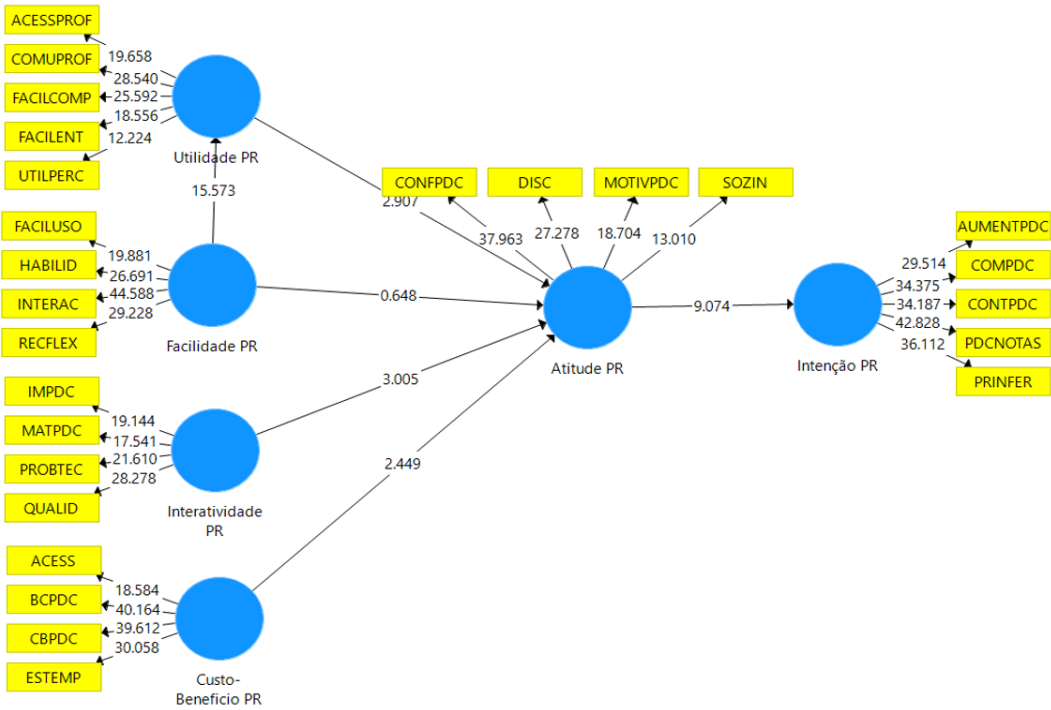 ACESSPROF
COMUPROF
FACILCOMP
FACILENT
UTILPERC
19.658
28.540
25.592
18.556
12.224
Utilidade PR
15.573
2.907
FACILUSO
HABILID
INTERAC
RECFLEX
19.881
26.691
44.588
29.228
Facilidade PR
0.648
IMPDC
MATPDC
PROBTEC
QUALID
19.144
17.541
21.610
28.278
Interatividade
PR
3.005
ACESS
BCPDC
CBPDC
ESTEMP
18.584
40.164
39.612
30.058
Custo-
Beneficio PR
2.449
CONFPDC
DISC
MOTIVPDC
SOZIN
37.963
27.278
18.704
13.010
Atitude PR
9.074
Intenção PR
29.514
34.375
34.187
42.828
36.112
AUMENTPDC
COMPDC
CONTPDC
PDCNOTAS
PRINFER